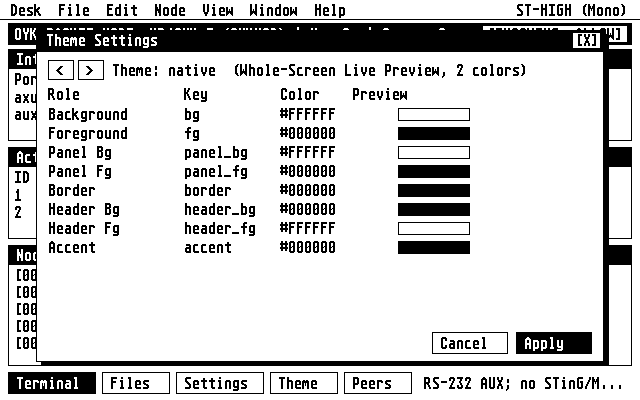 Desk File Edit Node View Window Help ST-HIGH (Mono)
Theme Settings [X]
< > Theme: native (Whole-Screen Live Preview, 2 colors)
Role Key Color Preview
Background bg #FFFFFF
Foreground fg #000000
Panel Bg panel_bg #FFFFFF
Panel Fg panel_fg #000000
Border border #000000
Header Bg header_bg #000000
Header Fg header_fg #FFFFFF
Accent accent #000000
ID
1
2
Cancel Apply
Terminal Files Settings Theme Peers RS-232 AUX; no STinG/M...